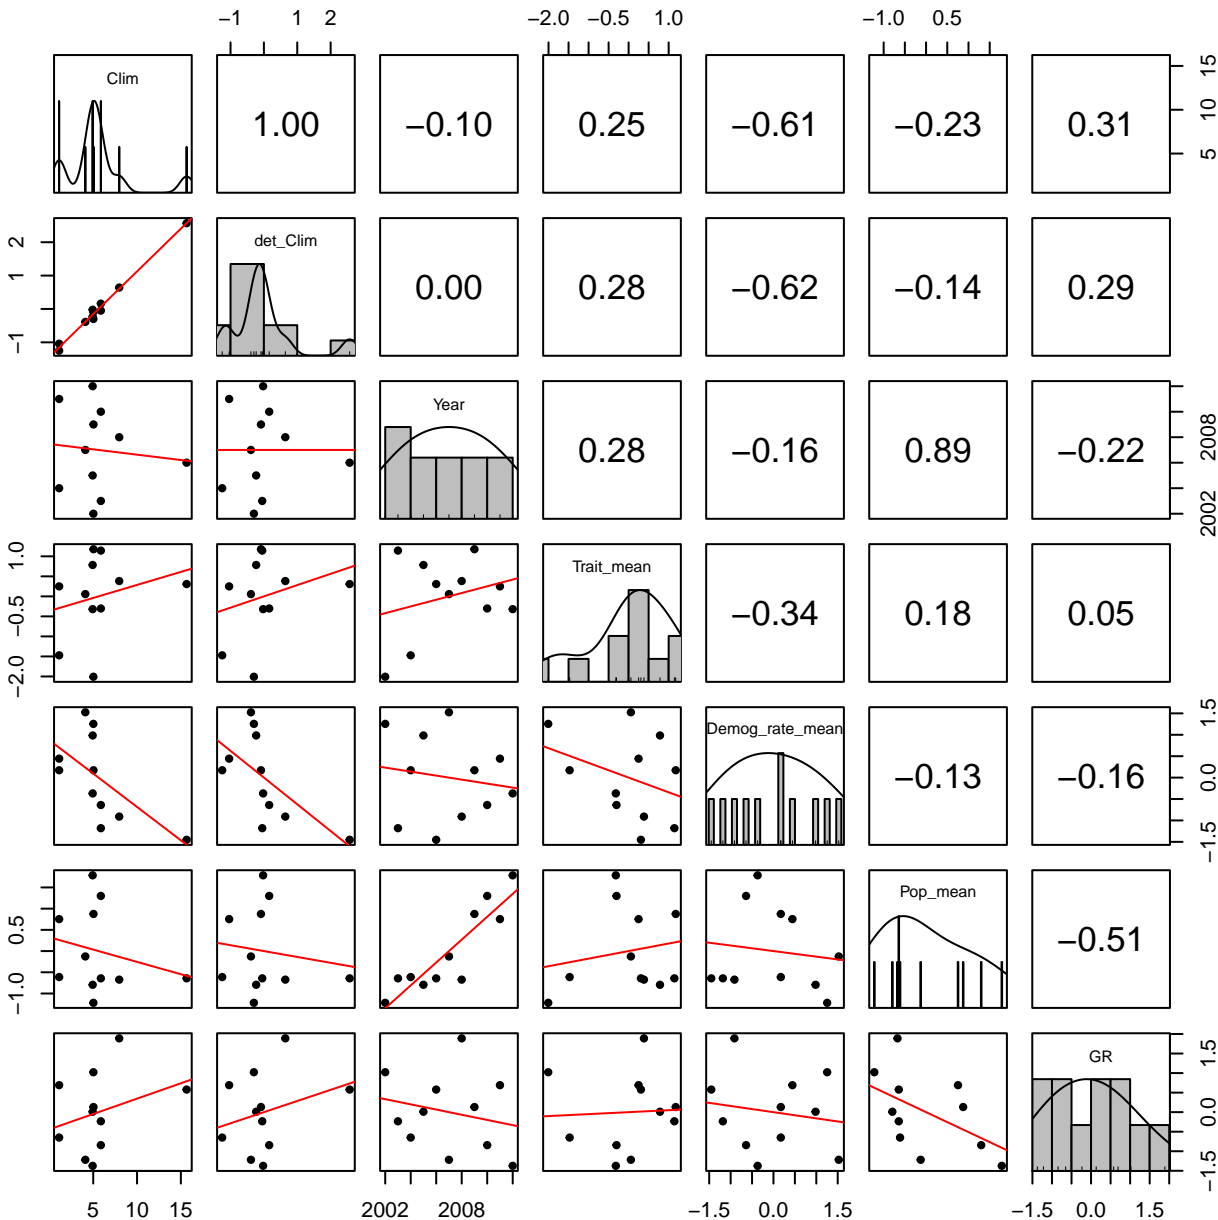 −1 1 2 −2.0 −0.5 1.0 −1.0 0.5
Clim 1.00 −0.10 0.25 −0.61 −0.23 0.31 5 10 15
−1 1 2 det_Clim 0.00 0.28 −0.62 −0.14 0.29
Year 0.28 −0.16 0.89 −0.22 2002 2008
−2.0 −0.5 1.0 Trait_mean −0.34 0.18 0.05
Demog_rate_mean −0.13 −0.16 −1.5 0.0 1.5
−1.0 0.5 Pop_mean −0.51
GR −1.5 0.0 1.5
5 10 15 2002 2008 −1.5 0.0 1.5 −1.5 0.0 1.5